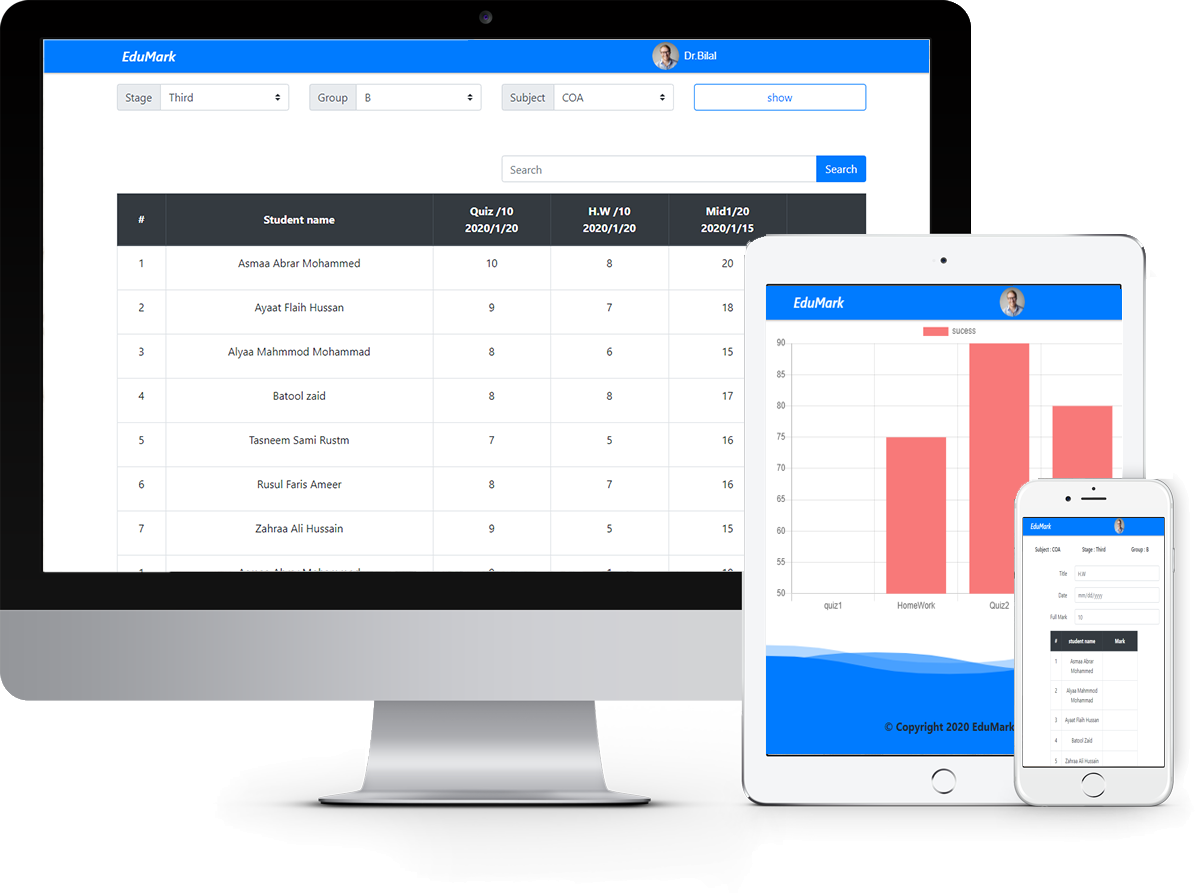 EduMark Dr.Bilal
Stage Third Group B Subject COA show
Search Search
# Student name Quiz /10 2020/1/20 H.W /10 2020/1/20 Mid1/20 2020/1/15
1 Asmaa Abrar Mohammed 10 8 20
2 Ayaat Flaih Hussan 9 7 18
3 Alyaa Mahmmod Mohammad 8 6 15
4 Batool zaid 8 8 17
5 Tasneem Sami Rustm 7 5 16
6 Rusul Faris Ameer 8 7 16
7 Zahraa Ali Hussain 9 5 15
EduMark
sucess
90
85
80
75
70
65
60
55
50
quiz1 HomeWork Quiz2
© Copyright 2020 EduMark
EduMark
Subject : COA Stage : Third Group : B
Title H.W
Date mm/dd/yyyy
Full Mark 10
# student name Mark
1 Asmaa Abrar
Mohammed
2 Alyaa Mahmmod
Mohammad
3 Ayaat Flaih Hussan
4 Batool Zaid
5 Zahraa Ali Hussain